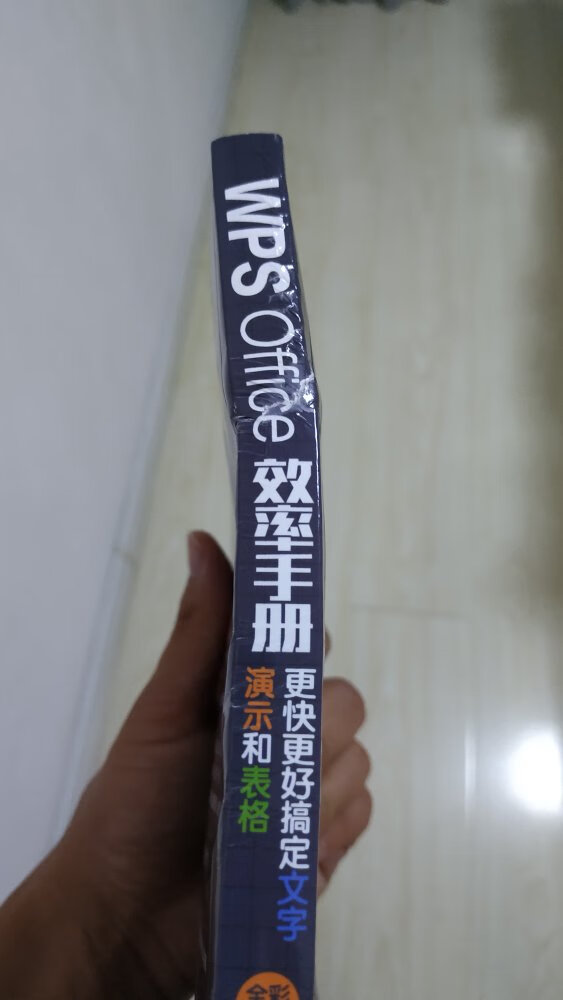 WPS Office
效率手册
更快更好搞定文字
演示和表格
全彩